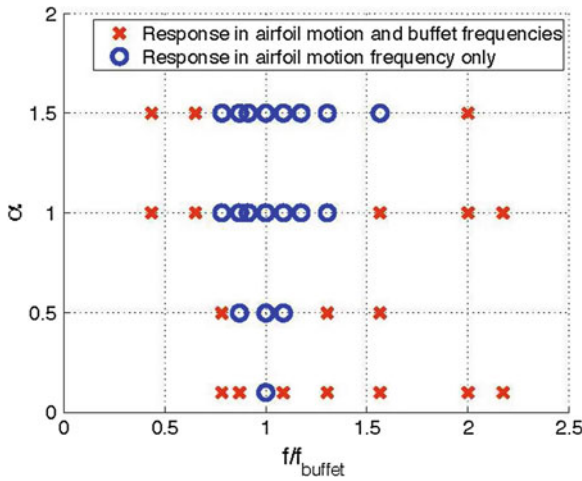 Response in airfoil motion and buffet frequencies
Response in airfoil motion frequency only
2
1.5
1
0.5
0
α
0
0.5
1
1.5
2
2.5
f/f_buffet